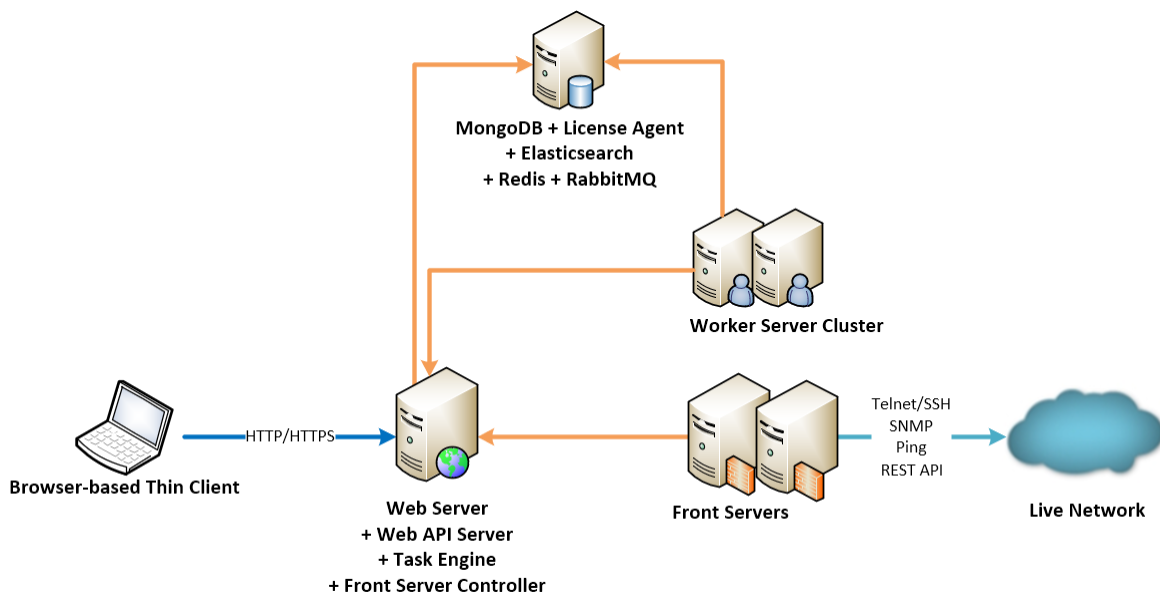 MongoDB + License Agent
+ Elasticsearch
+ Redis + RabbitMQ
Worker Server Cluster
HTTP/HTTPS
Browser-based Thin Client
Web Server
+ Web API Server
+ Task Engine
+ Front Server Controller
Front Servers
Telnet/SSH
SNMP
Ping
REST API
Live Network